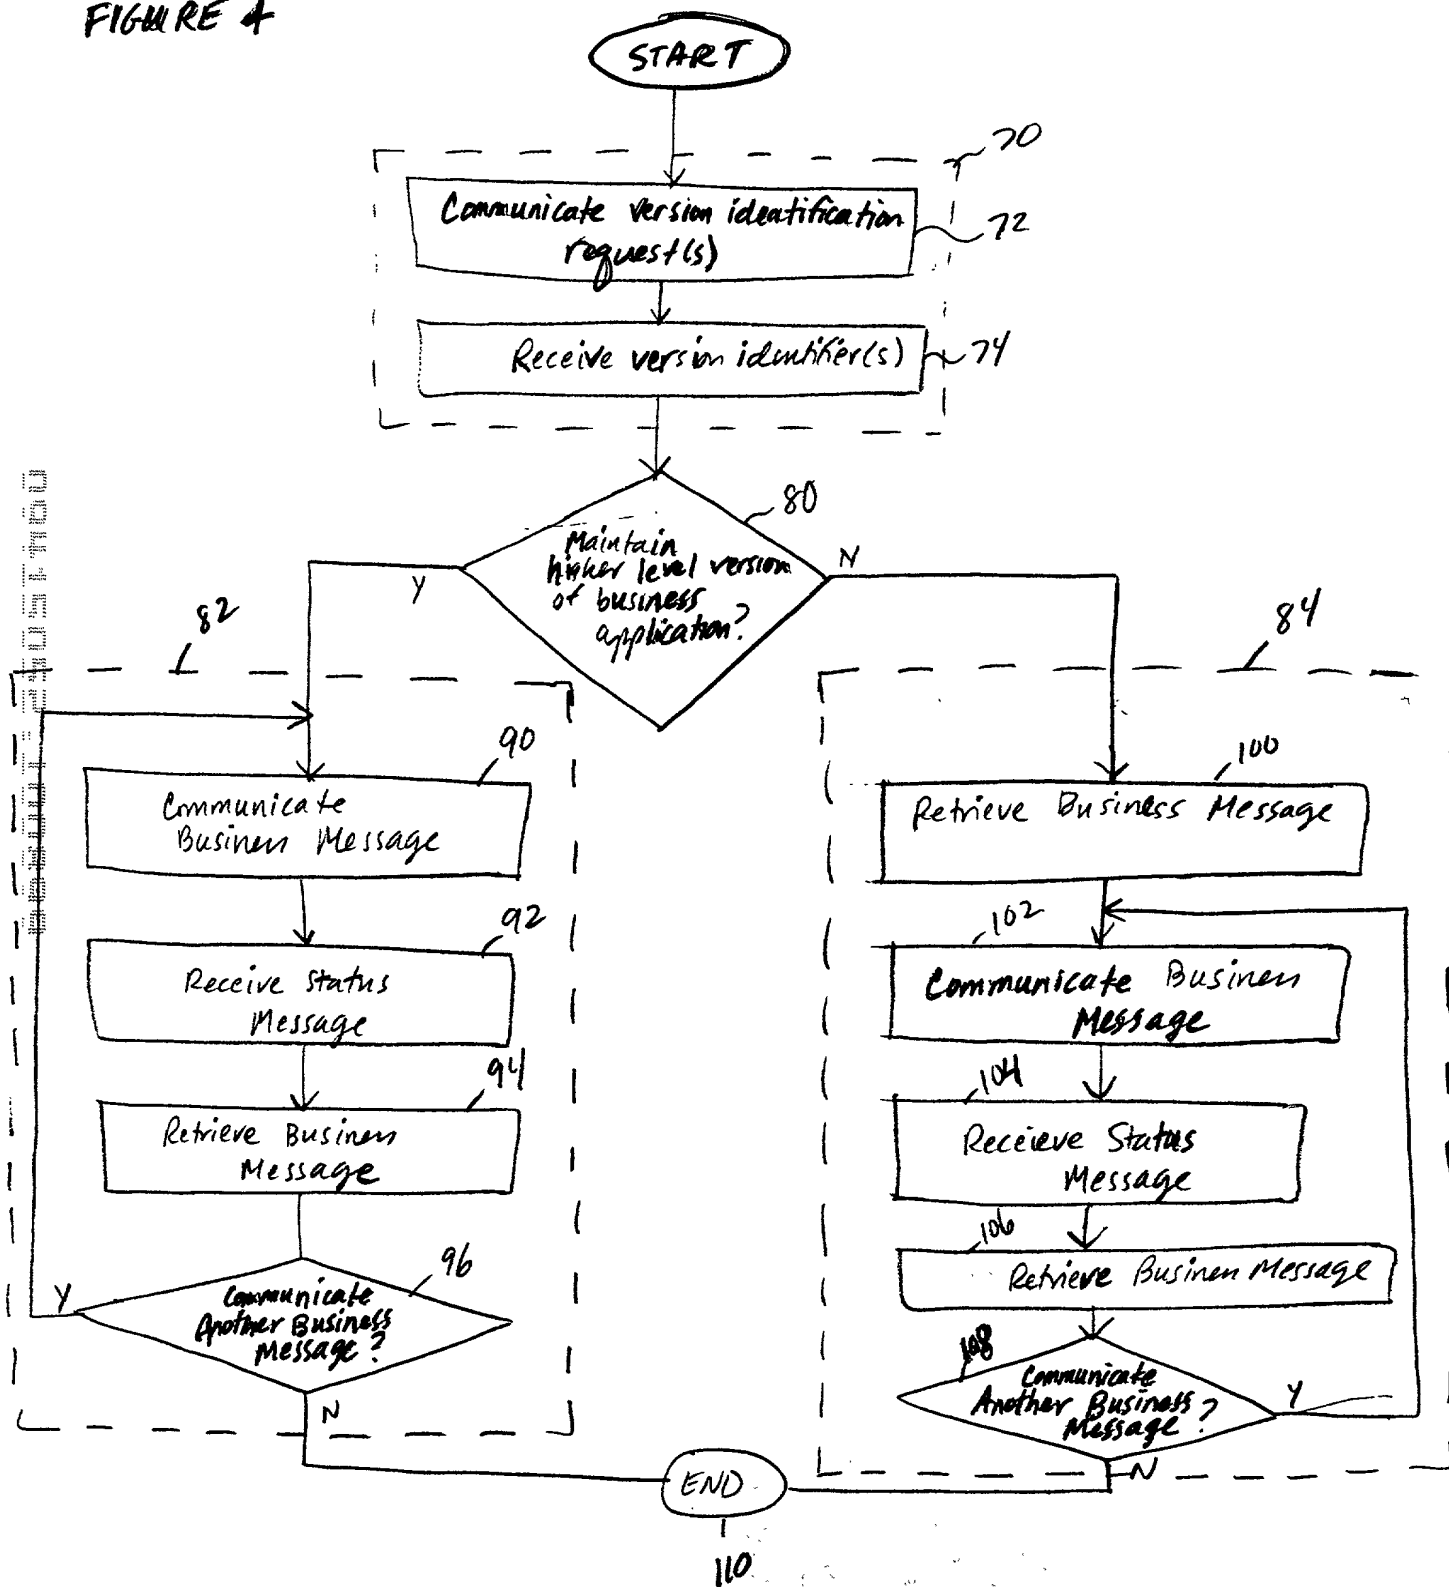 FIGURE 4
START
70
Communicate version identification
request(s)
72
Receive version identifier(s)
74
80
Maintain
higher level version
of business
application?
Y
N
82
84
90
Communicate
Business Message
92
Receive Status
Message
94
Retrieve Business
Message
96
Communicate
Another Business
Message?
Y
N
100
Retrieve Business Message
102
Communicate Business
Message
104
Receieve Status
Message
106
Retrieve Business Message
108
Communicate
Another Business
Message?
Y
N
END
110